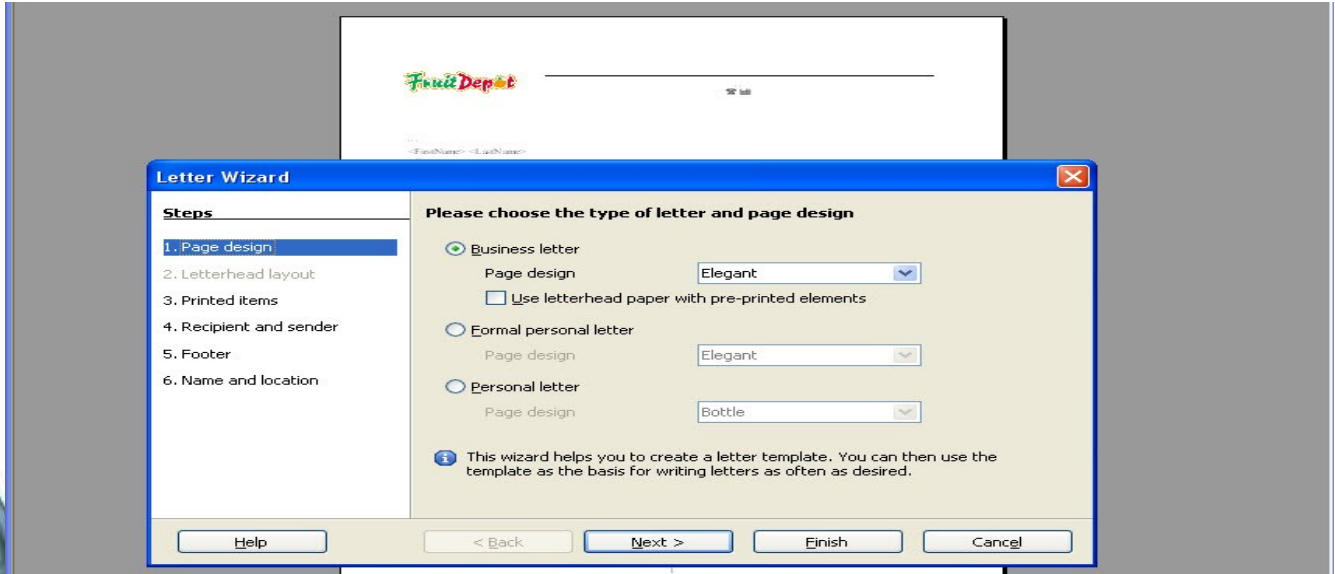 FruitDepot
<FirstName> <LastName>
Letter Wizard
Steps
1. Page design
2. Letterhead layout
3. Printed items
4. Recipient and sender
5. Footer
6. Name and location
Please choose the type of letter and page design
Business letter
Page design Elegant
Use letterhead paper with pre-printed elements
Formal personal letter
Page design Elegant
Personal letter
Page design Bottle
This wizard helps you to create a letter template. You can then use the
template as the basis for writing letters as often as desired.
Help < Back Next > Finish Cancel